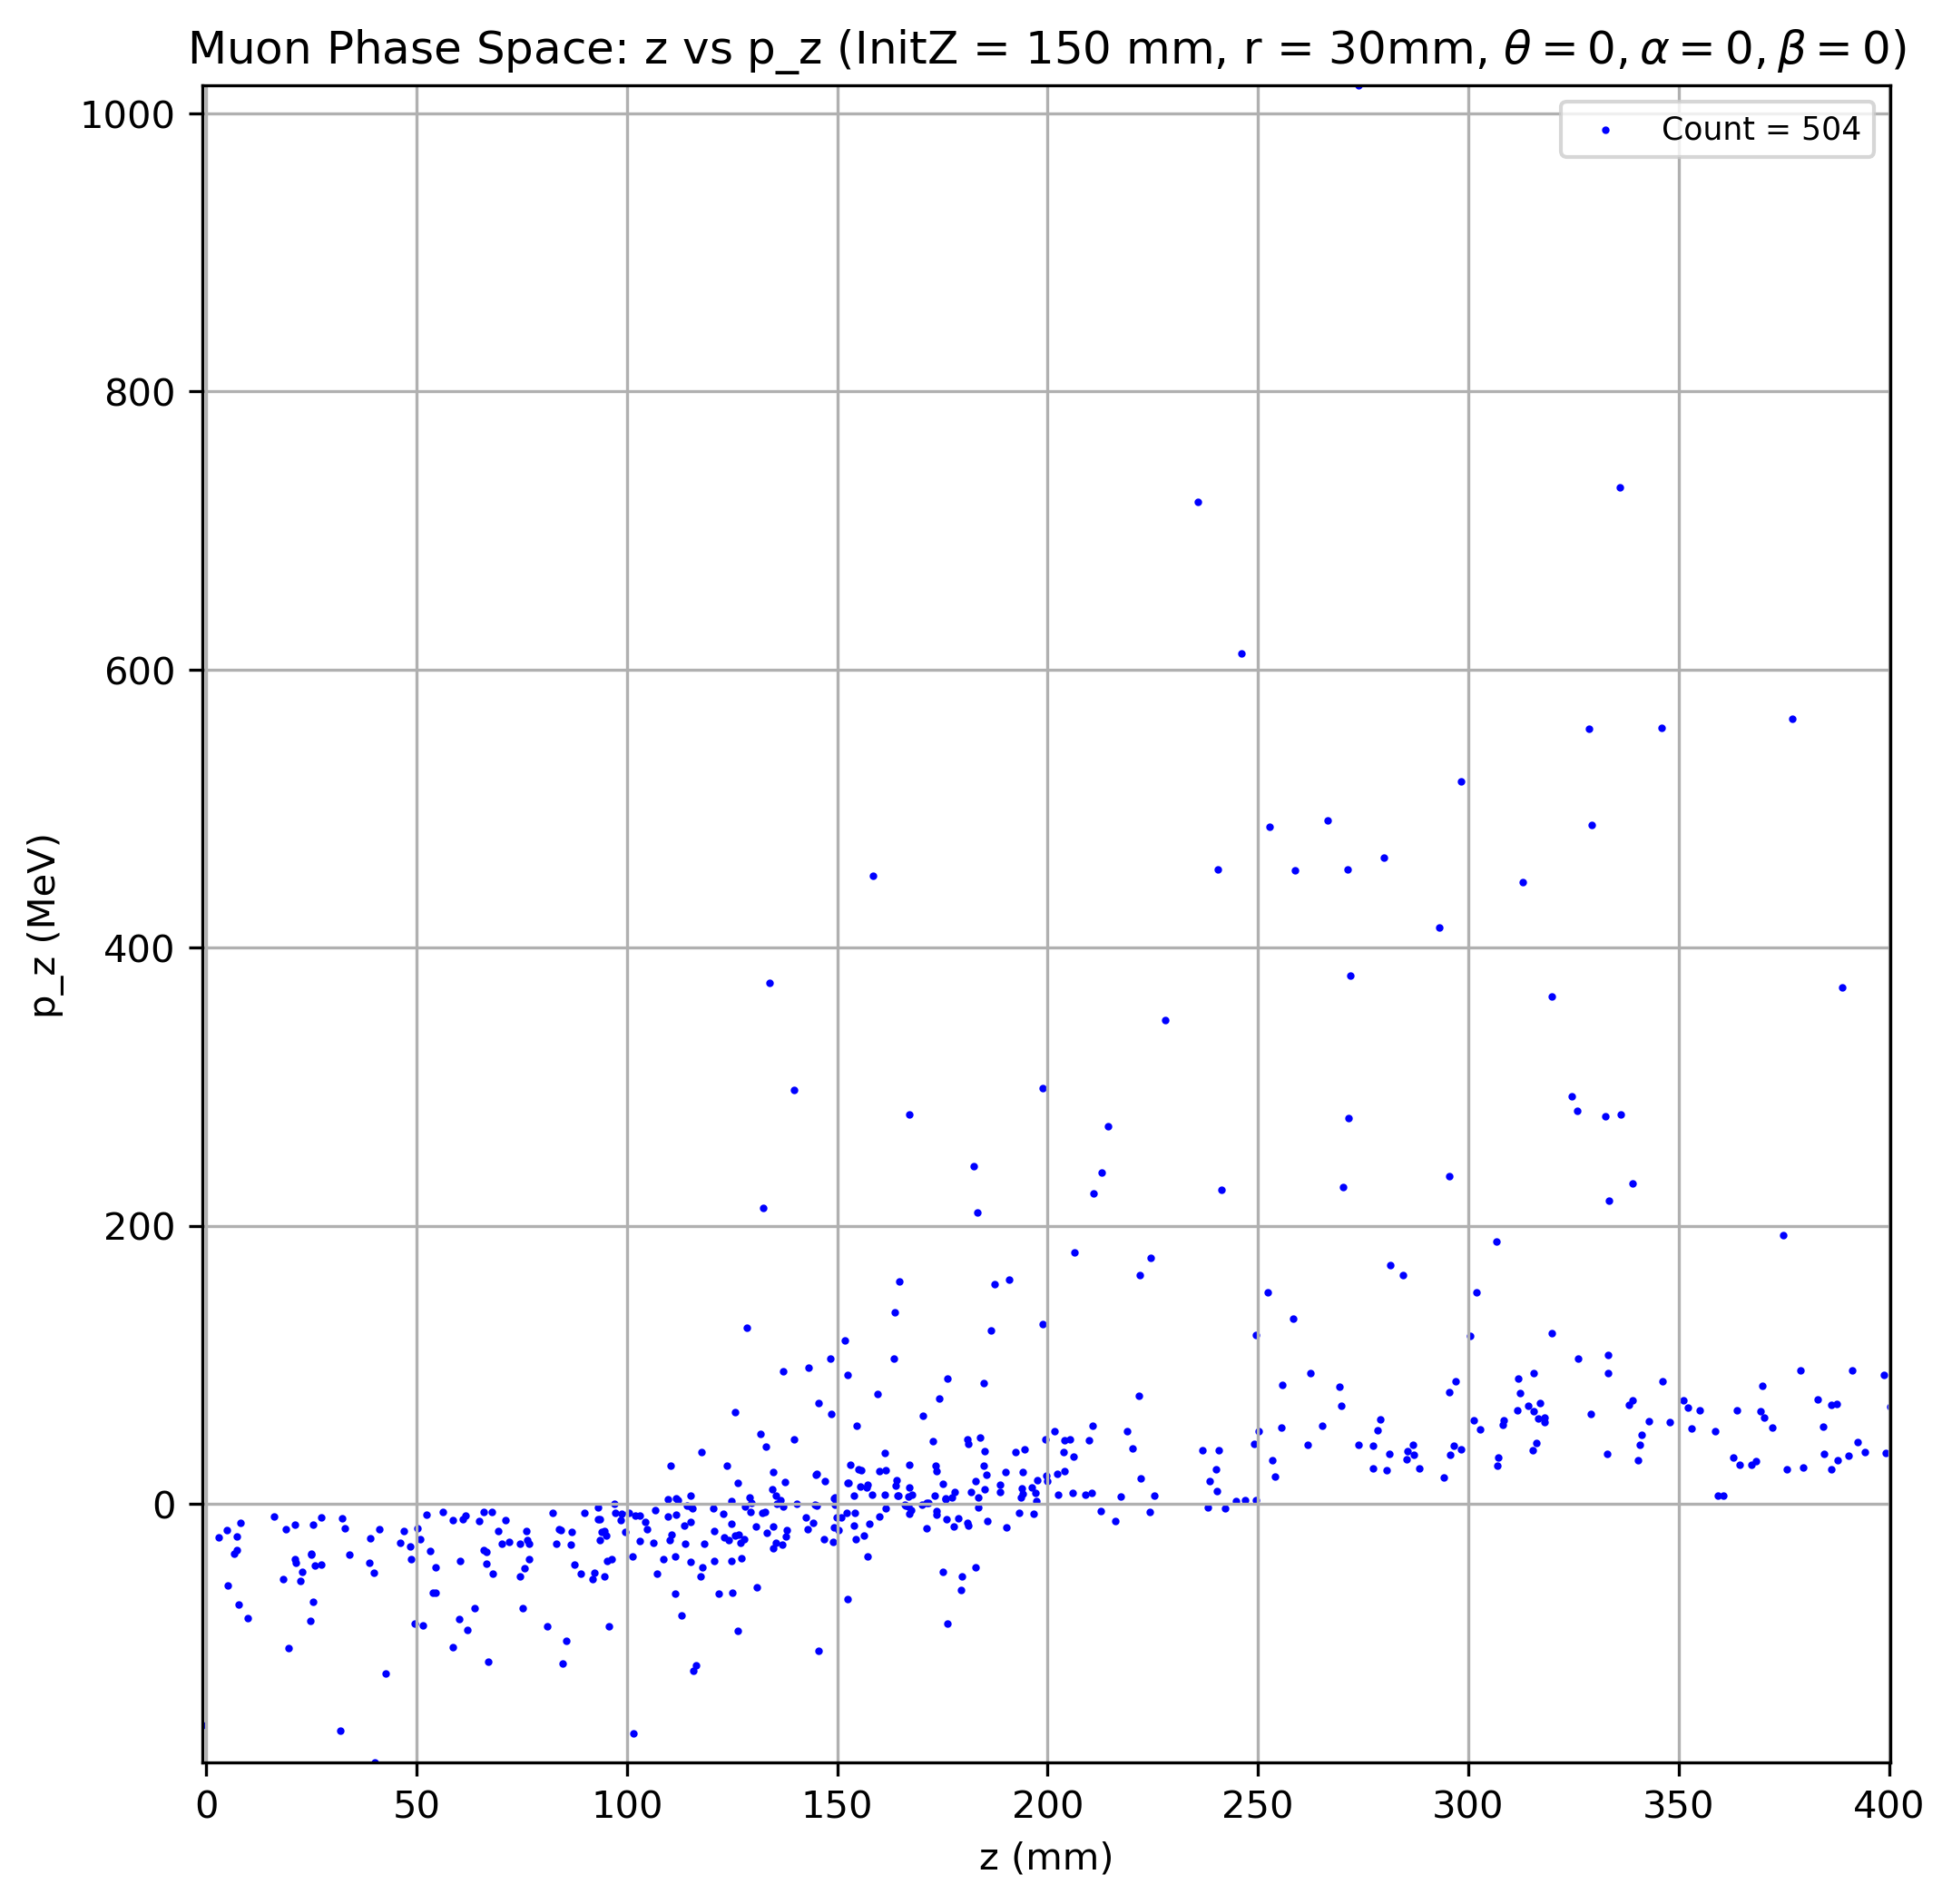 Muon Phase Space: z vs p_z (InitZ = 150 mm, r = 30mm, θ = 0, α = 0, β = 0)
Count = 504
1000
800
600
400
200
0
p_z (MeV)
0 50 100 150 200 250 300 350 400
z (mm)